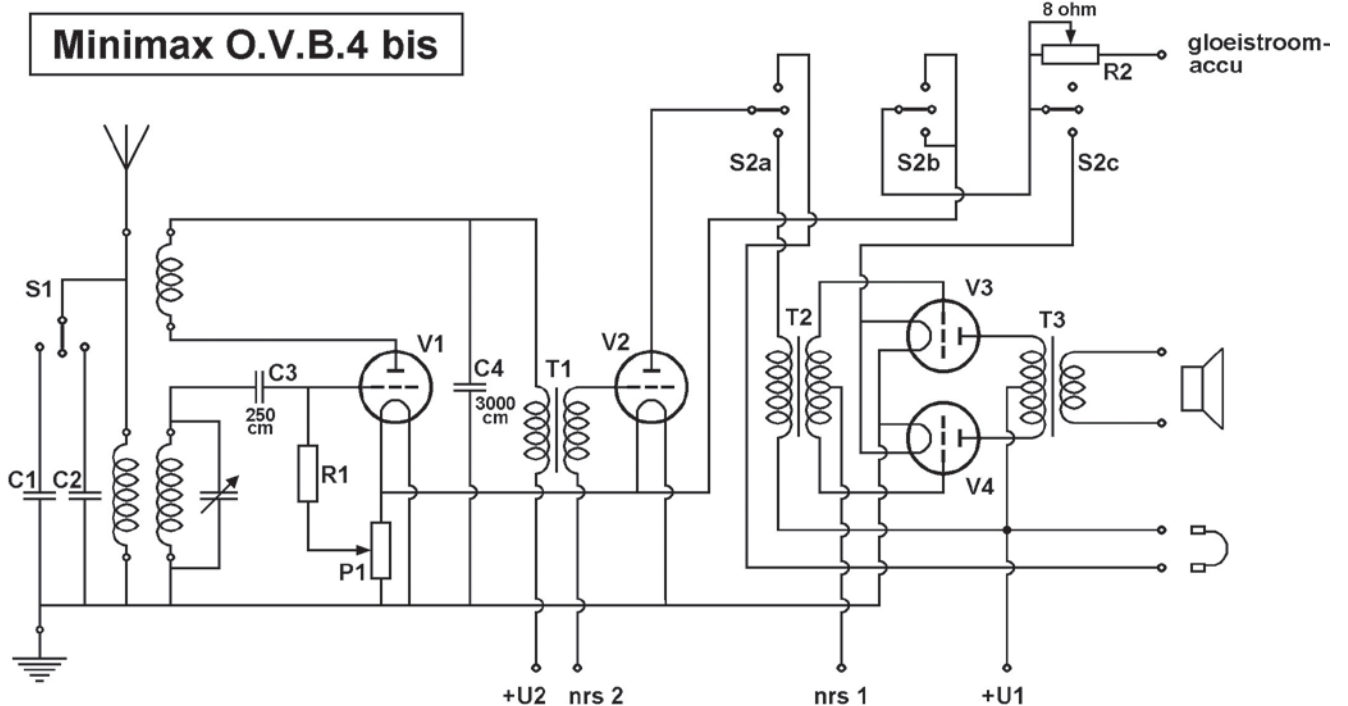 Minimax O.V.B.4 bis
8 ohm
gloeistroom-
accu
R2
S2a
S2b
S2c
S1
V1
C4
3000
cm
T1
V2
T2
V3
T3
C3
250
cm
C1
C2
R1
V4
P1
+U2
nrs 2
nrs 1
+U1